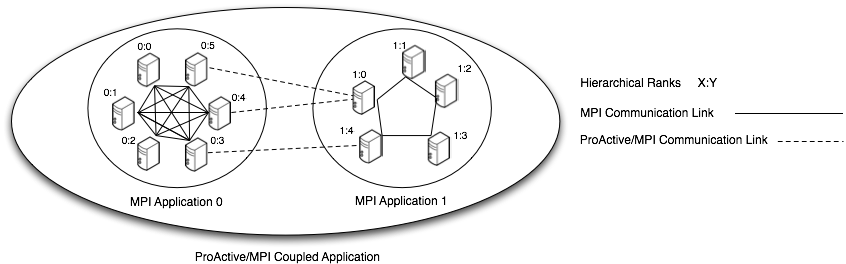 0:0
0:5
0:1
0:4
0:2
0:3
MPI Application 0
1:1
1:0
1:2
1:4
1:3
MPI Application 1
ProActive/MPI Coupled Application
Hierarchical Ranks X:Y
MPI Communication Link
ProActive/MPI Communication Link